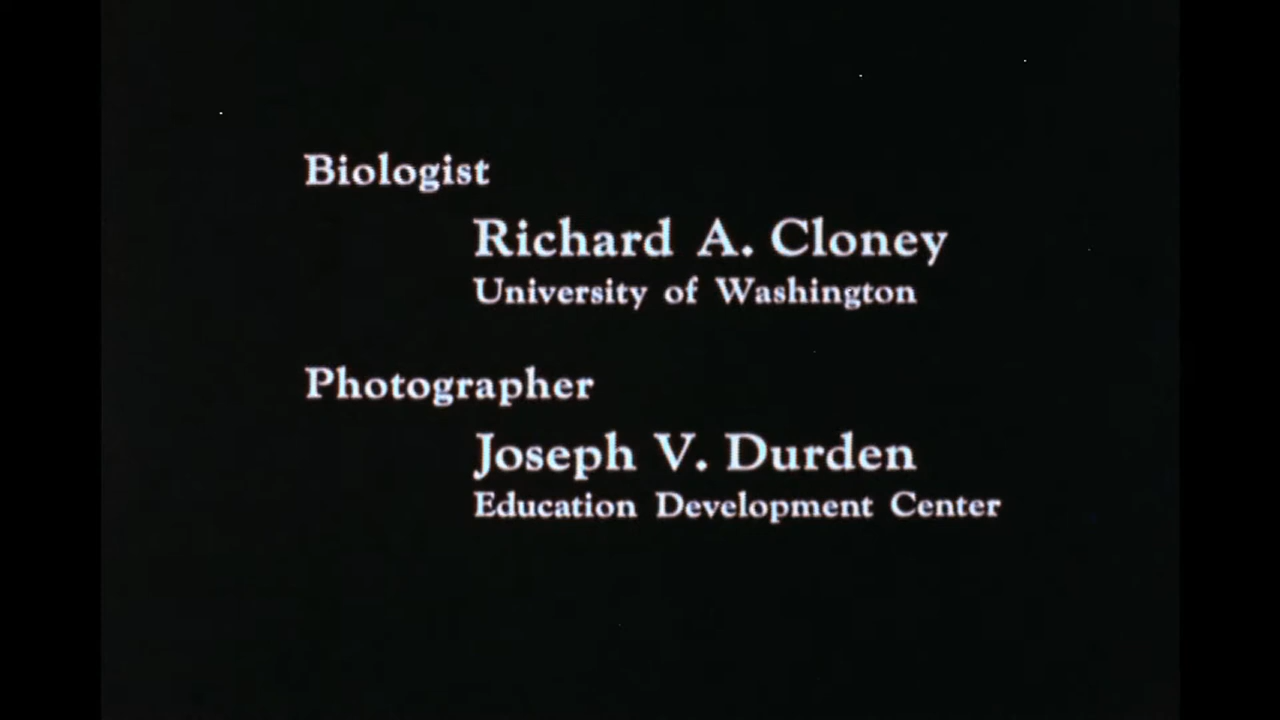 Biologist
Richard A. Cloney
University of Washington
Photographer
Joseph V. Durden
Education Development Center